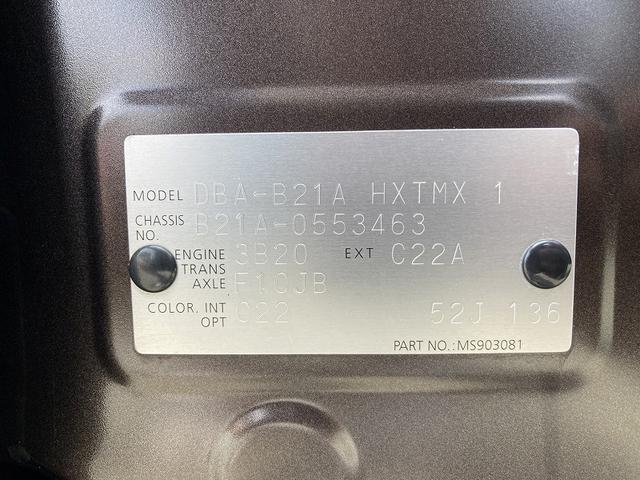 MODEL DBA-B21A HXTMX 1
CHASSIS NO. B21A-0553463
ENGINE 3B20 EXT C22A
TRANS AXLE F1CJB
COLOR. INT C22 52J 136
OPT
PART NO.:MS903081